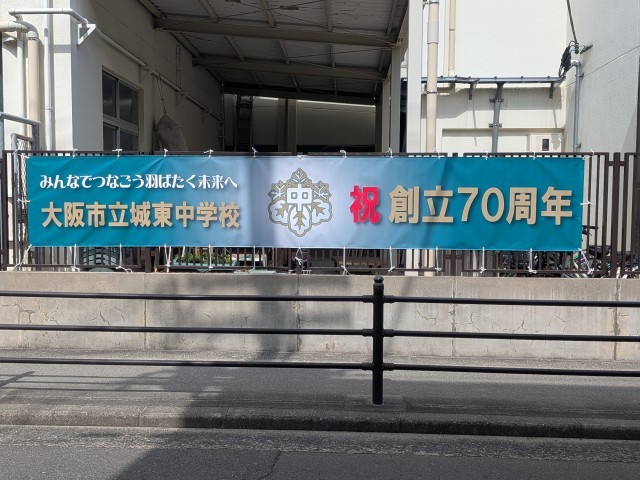 みんなでつなごう羽ばたく未来へ
大阪市立城東中学校
中
祝 創立70周年